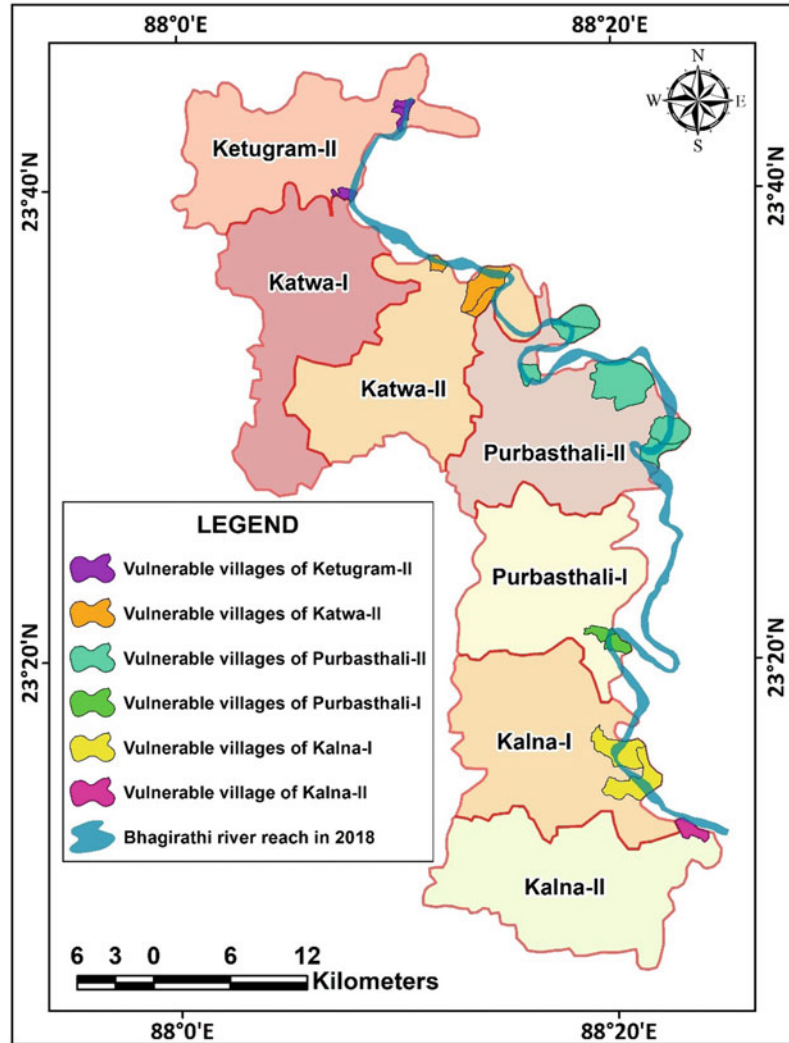 88°0'E 88°20'E
N
W E
S
23°40'N 23°40'N
Ketugram-II
Katwa-I
Katwa-II
Purbasthali-II
LEGEND
Vulnerable villages of Ketugram-II
Vulnerable villages of Katwa-II
Vulnerable villages of Purbasthali-II
Vulnerable villages of Purbasthali-I
Vulnerable villages of Kalna-I
Vulnerable village of Kalna-II
Bhagirathi river reach in 2018
Purbasthali-I
23°20'N 23°20'N
Kalna-I
Kalna-II
6 3 0 6 12
Kilometers
88°0'E 88°20'E